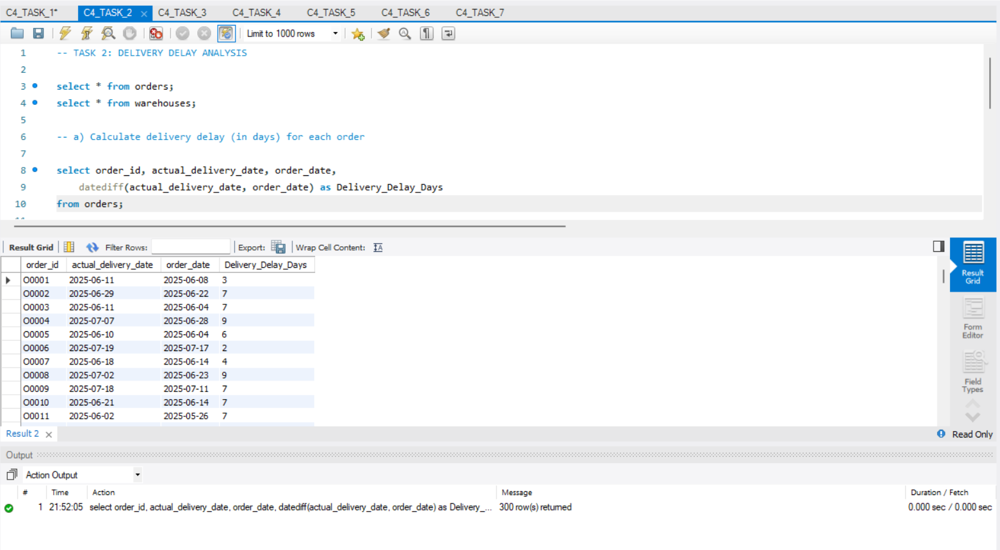 C4_TASK_1* C4_TASK_2 C4_TASK_3 C4_TASK_4 C4_TASK_5 C4_TASK_6 C4_TASK_7
Limit to 1000 rows
1 -- TASK 2: DELIVERY DELAY ANALYSIS
2
3 select * from orders;
4 select * from warehouses;
5
6 -- a) Calculate delivery delay (in days) for each order
7
8 select order_id, actual_delivery_date, order_date,
9 datediff(actual_delivery_date, order_date) as Delivery_Delay_Days
10 from orders;
Result Grid Filter Rows: Export: Wrap Cell Content:
order_id actual_delivery_date order_date Delivery_Delay_Days
O0001 2025-06-11 2025-06-08 3
O0002 2025-06-29 2025-06-22 7
O0003 2025-06-11 2025-06-04 7
O0004 2025-07-07 2025-06-28 9
O0005 2025-06-10 2025-06-04 6
O0006 2025-07-19 2025-07-17 2
O0007 2025-06-18 2025-06-14 4
O0008 2025-07-02 2025-06-23 9
O0009 2025-07-18 2025-07-11 7
O0010 2025-06-21 2025-06-14 7
O0011 2025-06-02 2025-05-26 7
Result
Grid
Form
Editor
Field
Types
Result 2 Read Only
Output
Action Output
# Time Action Message Duration / Fetch
1 21:52:05 select order_id, actual_delivery_date, order_date, datediff(actual_delivery_date, order_date) as Delivery_... 300 row(s) returned 0.000 sec / 0.000 sec